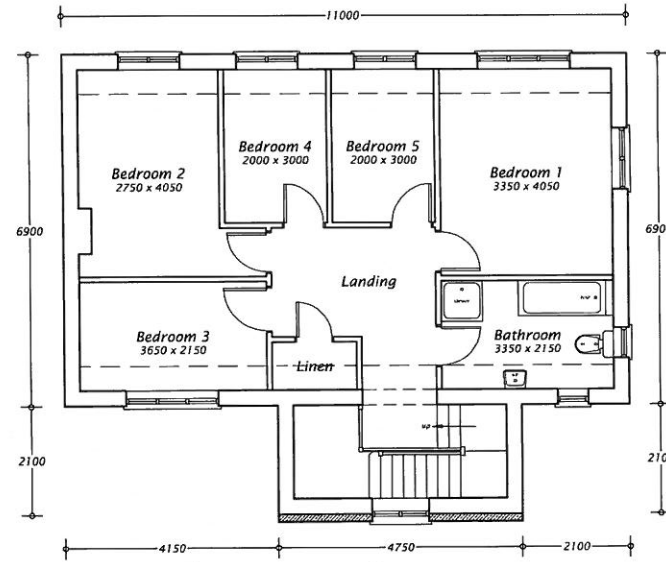 11000
Bedroom 2
2750 x 4050
Bedroom 4
2000 x 3000
Bedroom 5
2000 x 3000
Bedroom 1
3350 x 4050
6900
690
Landing
Bedroom 3
3650 x 2150
Linen
Bathroom
3350 x 2150
up
2100
210
4150
4750
2100